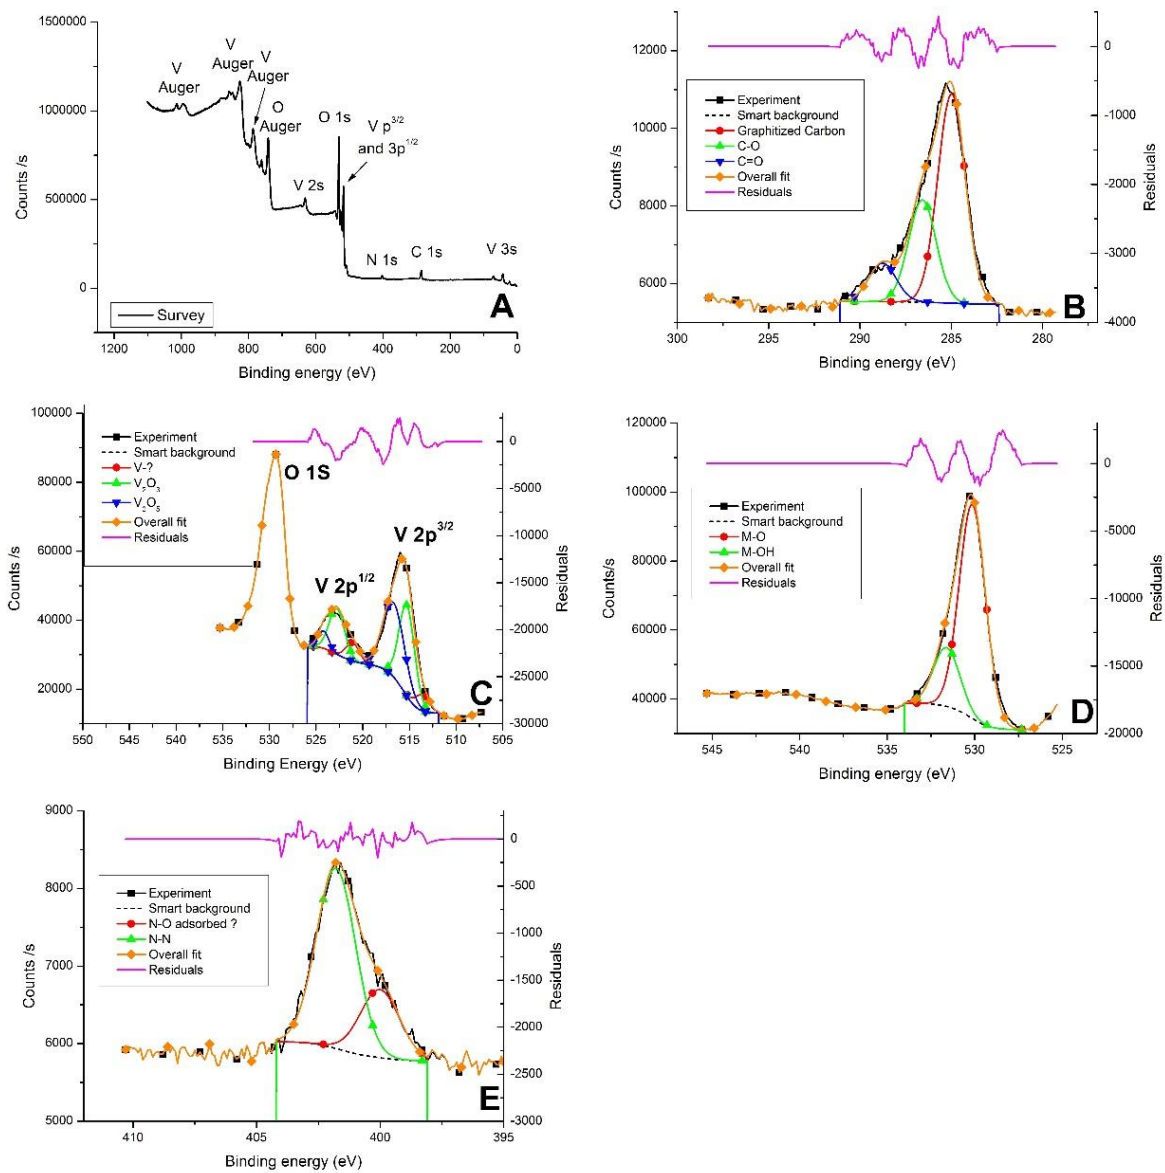 1500000
1000000
500000
0
Counts /s
V
Auger
V
Auger
V
Auger
O
Auger
O 1s
V p3/2
and 3p1/2
V 2s
N 1s
C 1s
V 3s
Survey
A
1200 1000 800 600 400 200 0
Binding energy (eV)
12000
10000
8000
6000
Counts /s
Experiment
Smart background
Graphitized Carbon
C-O
C=O
Overall fit
Residuals
0
-1000
-2000
-3000
-4000
Residuals
B
300 295 290 285 280
Binding energy (eV)
100000
80000
60000
40000
20000
Counts /s
Experiment
Smart background
V-?
V2O3
V2O5
Overall fit
Residuals
O 1S
V 2p1/2
V 2p3/2
0
-5000
-10000
-15000
-20000
-25000
-30000
Residuals
C
550 545 540 535 530 525 520 515 510 505
Binding Energy (eV)
120000
100000
80000
60000
40000
Counts/s
Experiment
Smart background
M-O
M-OH
Overall fit
Residuals
0
-5000
-10000
-15000
-20000
Residuals
D
545 540 535 530 525
Binding energy (eV)
9000
8000
7000
6000
5000
Counts /s
Experiment
Smart background
N-O adsorbed ?
N-N
Overall fit
Residuals
0
-500
-1000
-1500
-2000
-2500
-3000
Residuals
E
410 405 400 395
Binding energy (eV)